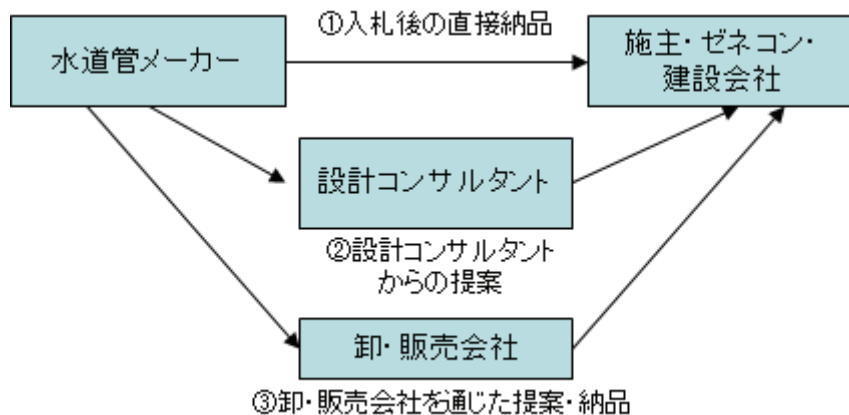 ①入札後の直接納品
水道管メーカー
施主・ゼネコン・
建設会社
設計コンサルタント
②設計コンサルタント
からの提案
卸・販売会社
③卸・販売会社を通じた提案・納品